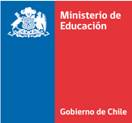 Ministerio de
Educación
Gobierno de Chile